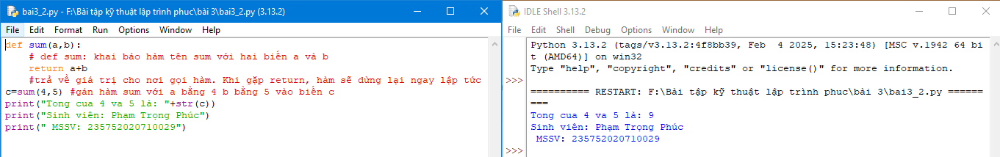 bai3_2.py - F:\Bài tập kỹ thuật lập trình phuc\bài 3\bai3_2.py (3.13.2)
File Edit Format Run Options Window Help
def sum(a,b):
    # def sum: khai báo hàm tên sum với hai biến a và b
    return a+b
    #trả về giá trị cho nơi gọi hàm. Khi gặp return, hàm sẽ dừng lại ngay lập tức
c=sum(4,5) #gán hàm sum với a bằng 4 b bằng 5 vào biến c
print("Tong cua 4 va 5 là: "+str(c))
print("Sinh viên: Phạm Trọng Phúc")
print(" MSSV: 235752020710029")
IDLE Shell 3.13.2
File Edit Shell Debug Options Window Help
Python 3.13.2 (tags/v3.13.2:4f8bb39, Feb  4 2025, 15:23:48) [MSC v.1942 64 bi
t (AMD64)] on win32
Type "help", "copyright", "credits" or "license()" for more information.
>>>
========== RESTART: F:\Bài tập kỹ thuật lập trình phuc\bài 3\bai3_2.py =======
===
Tong cua 4 va 5 là: 9
Sinh viên: Phạm Trọng Phúc
 MSSV: 235752020710029
>>>